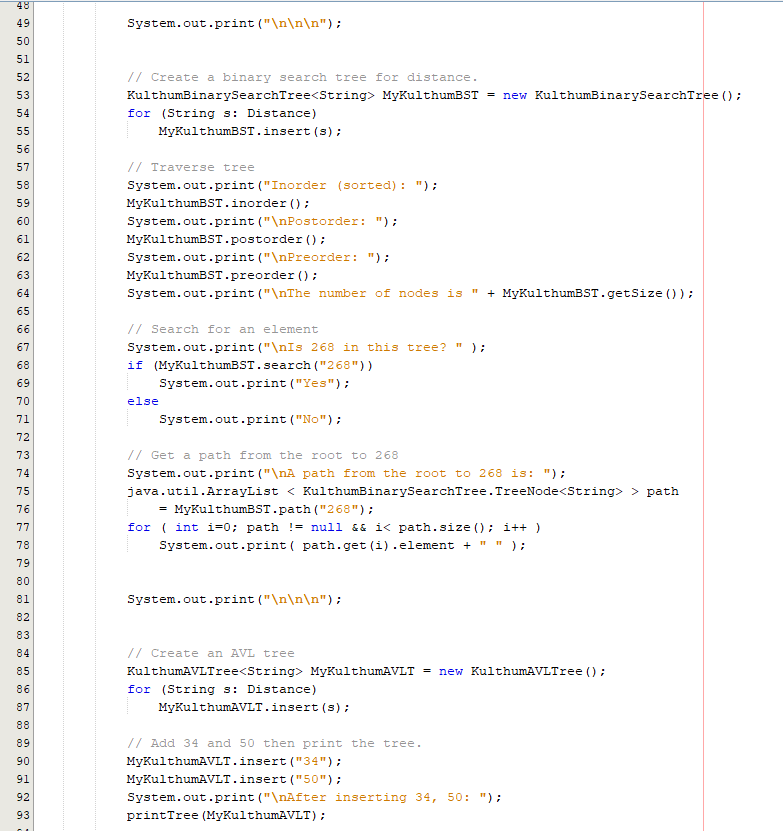 48
49 System.out.print("\n\n\n");
50
51
52 // Create a binary search tree for distance.
53 KulthumBinarySearchTree<String> MyKulthumBST = new KulthumBinarySearchTree();
54 for (String s: Distance)
55 MyKulthumBST.insert(s);
56
57 // Traverse tree
58 System.out.print("Inorder (sorted): ");
59 MyKulthumBST.inorder();
60 System.out.print("\nPostorder: ");
61 MyKulthumBST.postorder();
62 System.out.print("\nPreorder: ");
63 MyKulthumBST.preorder();
64 System.out.print("\nThe number of nodes is " + MyKulthumBST.getSize());
65
66 // Search for an element
67 System.out.print("\nIs 268 in this tree? " );
68 if (MyKulthumBST.search("268"))
69 System.out.print("Yes");
70 else
71 System.out.print("No");
72
73 // Get a path from the root to 268
74 System.out.print("\nA path from the root to 268 is: ");
75 java.util.ArrayList < KulthumBinarySearchTree.TreeNode<String> > path
76 = MyKulthumBST.path("268");
77 for ( int i=0; path != null && i< path.size(); i++ )
78 System.out.print( path.get(i).element + " " );
79
80
81 System.out.print("\n\n\n");
82
83
84 // Create an AVL tree
85 KulthumAVLTree<String> MyKulthumAVLT = new KulthumAVLTree();
86 for (String s: Distance)
87 MyKulthumAVLT.insert(s);
88
89 // Add 34 and 50 then print the tree.
90 MyKulthumAVLT.insert("34");
91 MyKulthumAVLT.insert("50");
92 System.out.print("\nAfter inserting 34, 50: ");
93 printTree(MyKulthumAVLT);